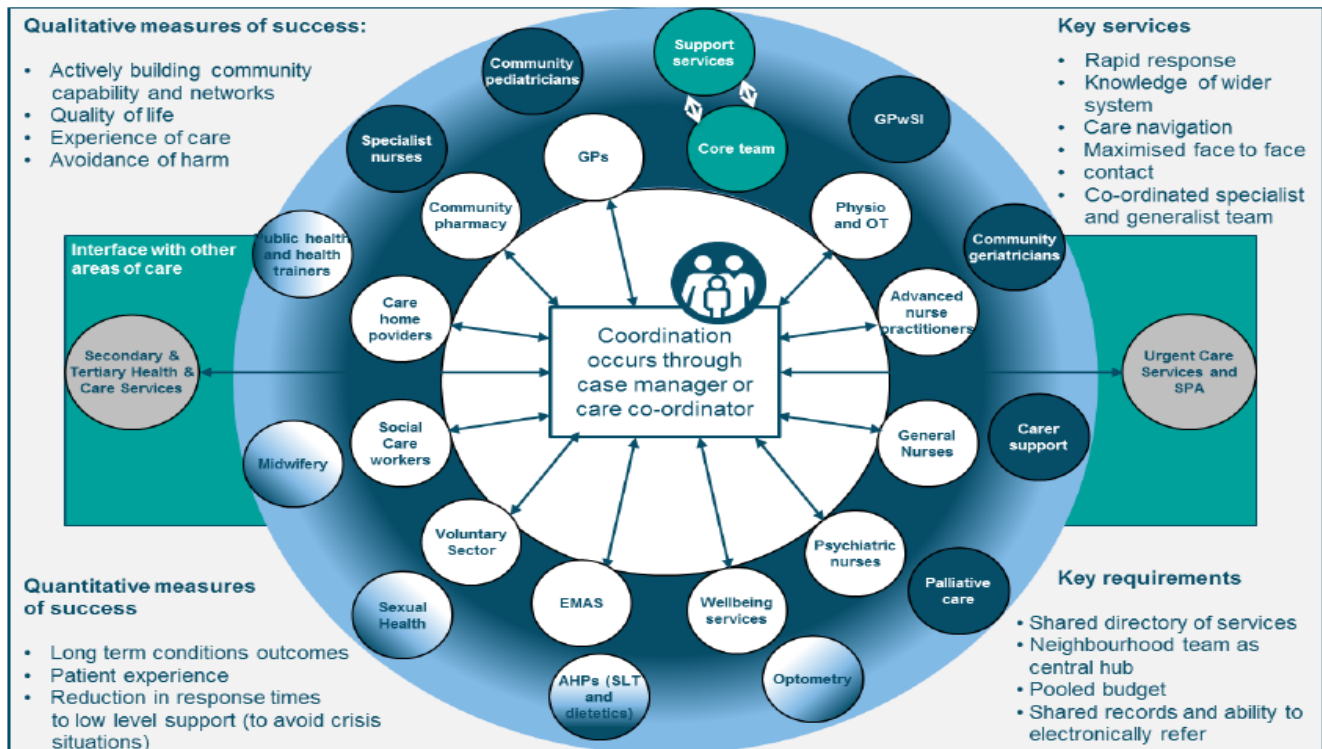 Qualitative measures of success:
• Actively building community
capability and networks
• Quality of life
• Experience of care
• Avoidance of harm
Key services
• Rapid response
• Knowledge of wider
system
• Care navigation
• Maximised face to face
contact
• Co-ordinated specialist
and generalist team
Support
services
Core team
Community
pediatricians
GPwSI
Specialist
nurses
GPs
Community
pharmacy
Physio
and OT
Public health
and health
trainers
Community
geriatricians
Interface with other
areas of care
Care
home
poviders
Advanced
nurse
practitioners
Coordination
occurs through
case manager or
care co-ordinator
Secondary &
Tertiary Health &
Care Services
Urgent Care
Services and
SPA
Social
Care
workers
General
Nurses
Carer
support
Midwifery
Voluntary
Sector
Psychiatric
nurses
Palliative
care
Sexual
Health
EMAS
Wellbeing
services
AHPs (SLT
and
dietetics)
Optometry
Quantitative measures
of success
• Long term conditions outcomes
• Patient experience
• Reduction in response times
to low level support (to avoid crisis
situations)
Key requirements
• Shared directory of services
• Neighbourhood team as
central hub
• Pooled budget
• Shared records and ability to
electronically refer